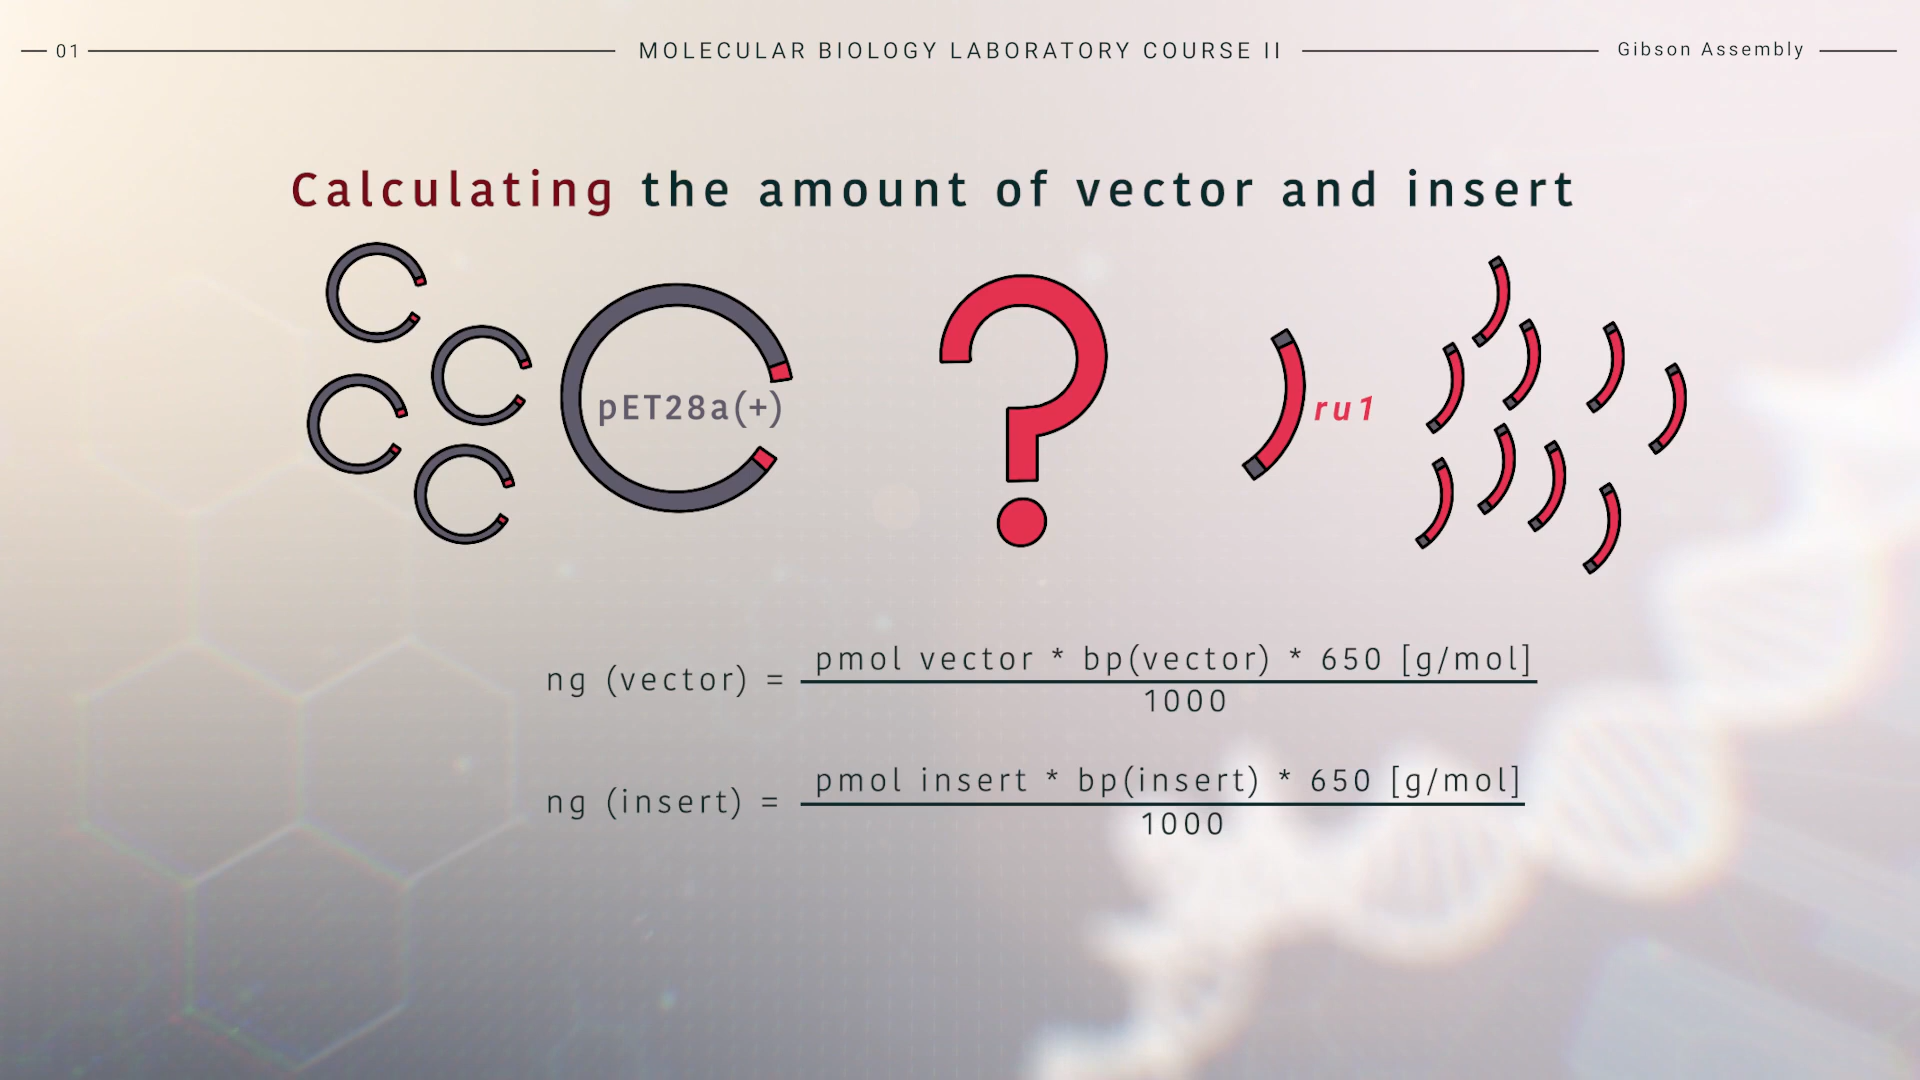 01
MOLECULAR BIOLOGY LABORATORY COURSE II
Gibson Assembly
Calculating the amount of vector and insert
pET28a(+)
ru1
ng (vector) = pmol vector * bp(vector) * 650 [g/mol]
1000
ng (insert) = pmol insert * bp(insert) * 650 [g/mol]
1000